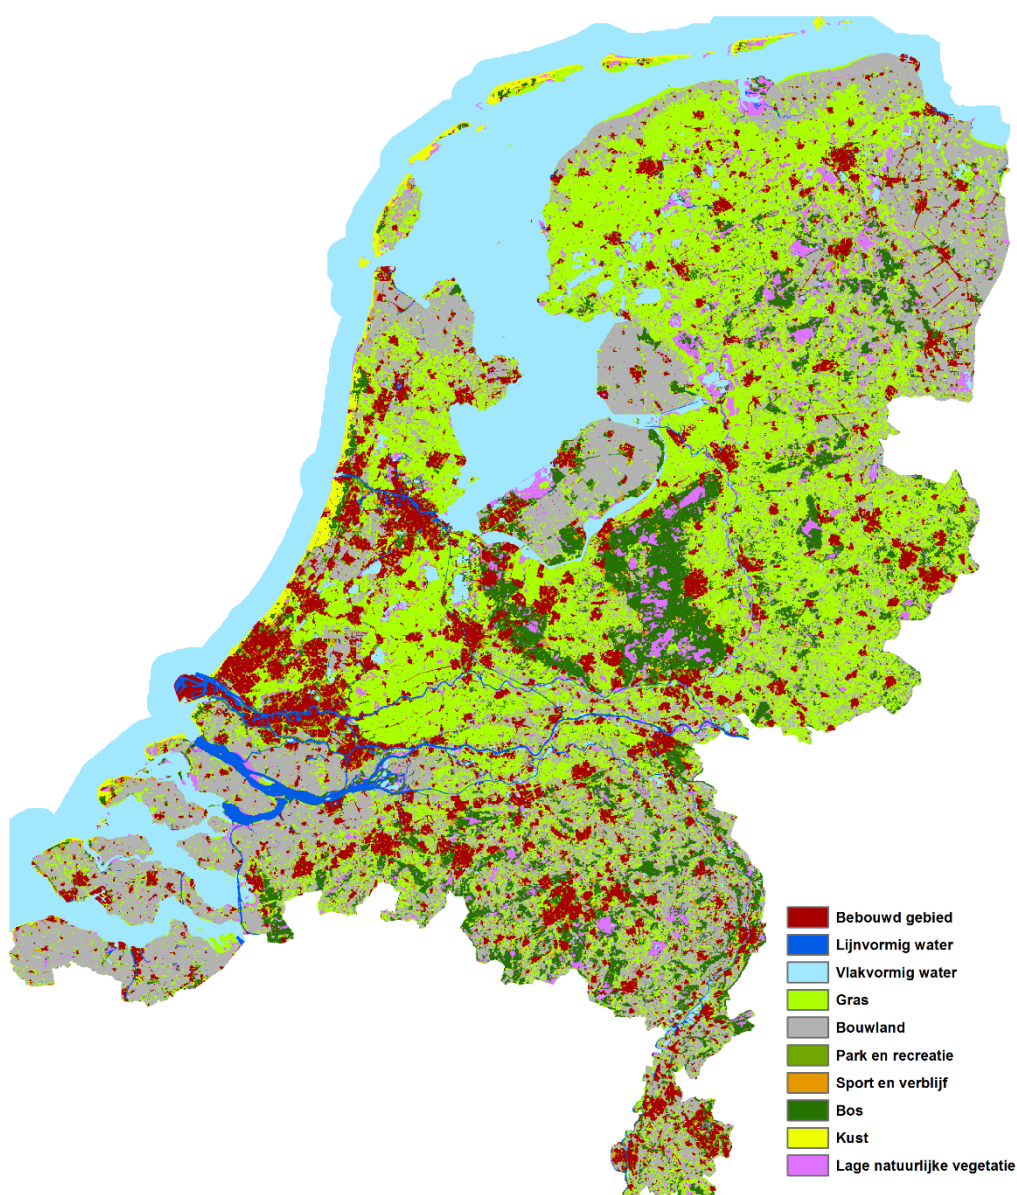 Bebouwd gebied
Lijnvormig water
Vlakvormig water
Gras
Bouwland
Park en recreatie
Sport en verblijf
Bos
Kust
Lage natuurlijke vegetatie